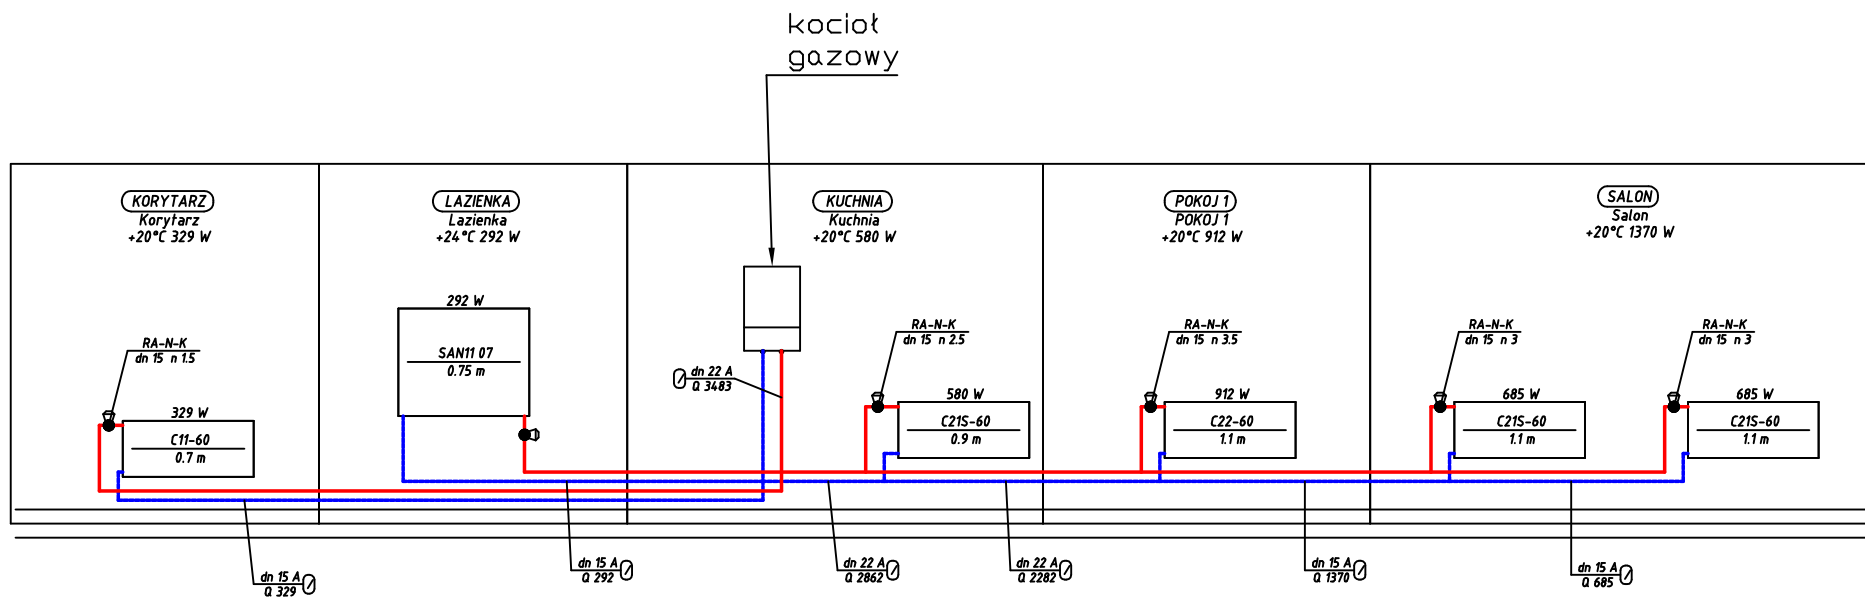 kocioł
gazowy
KORYTARZ
Korytarz
+20°C 329 W
LAZIENKA
Lazienka
+24°C 292 W
KUCHNIA
Kuchnia
+20°C 580 W
POKOJ 1
POKOJ 1
+20°C 912 W
SALON
Salon
+20°C 1370 W
RA-N-K
dn 15 n 1.5
329 W
C11-60
0.7 m
292 W
SAN11 07
0.75 m
dn 22 A
Q 3483
RA-N-K
dn 15 n 2.5
580 W
C21S-60
0.9 m
RA-N-K
dn 15 n 3.5
912 W
C22-60
1.1 m
RA-N-K
dn 15 n 3
685 W
C21S-60
1.1 m
RA-N-K
dn 15 n 3
685 W
C21S-60
1.1 m
dn 15 A
Q 329
dn 15 A
Q 292
dn 22 A
Q 2862
dn 22 A
Q 2282
dn 15 A
Q 1370
dn 15 A
Q 685